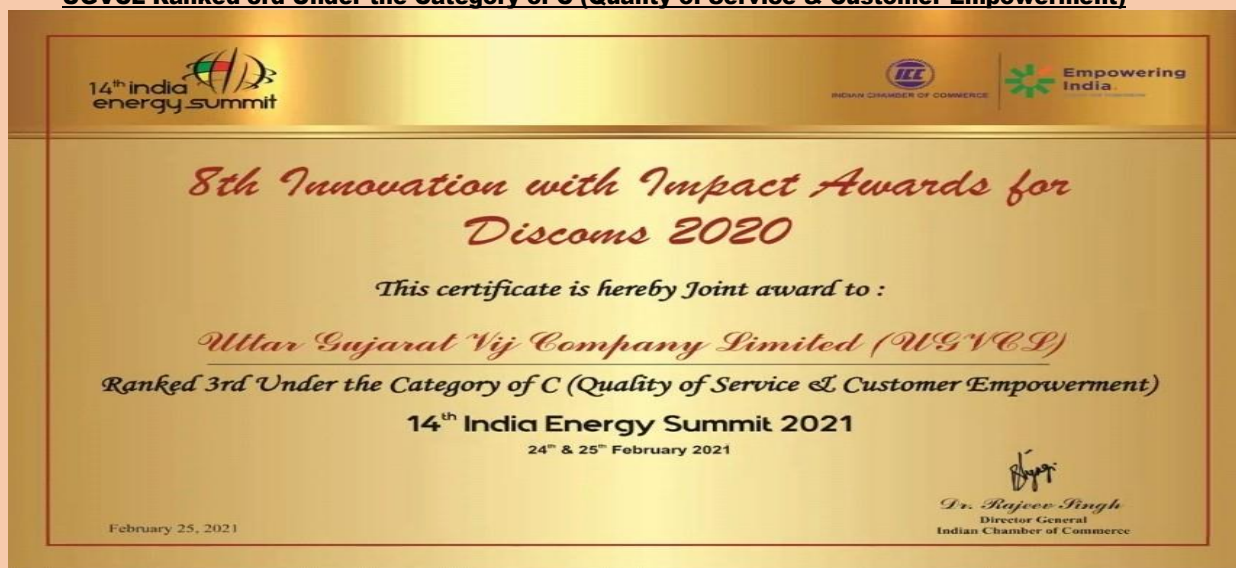 UGVCL Ranked 3rd Under the Category of C (Quality of Service & Customer Empowerment)
14th india
energy summit
ICC
INDIAN CHAMBER OF COMMERCE
Empowering
India
8th Innovation with Impact Awards for
Discoms 2020
This certificate is hereby Joint award to :
Uttar Gujarat Vij Company Limited (UGVCL)
Ranked 3rd Under the Category of C (Quality of Service & Customer Empowerment)
14th India Energy Summit 2021
24th & 25th February 2021
Dr. Rajeev Singh
Director General
Indian Chamber of Commerce
February 25, 2021